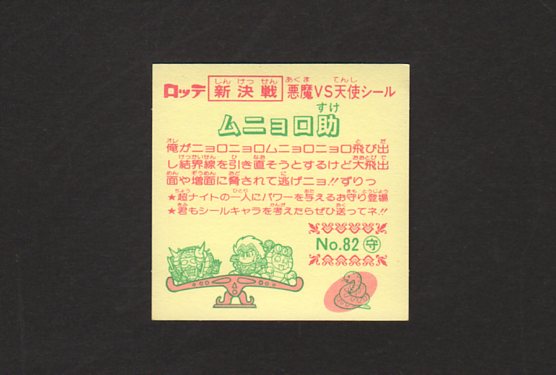 ロッテ 新決戦 悪魔VS天使シール
ムニョロ助
俺がニョロニョロムニョロニョロ飛び出
し結界線を引き直そうとするけど大飛出
面や増面に脅されて逃げニョ!!ずりっ
★超ナイトの一人にパワーを与えるお守り登場
★君もシールキャラを考えたらぜひ送ってネ!!
No.82 守